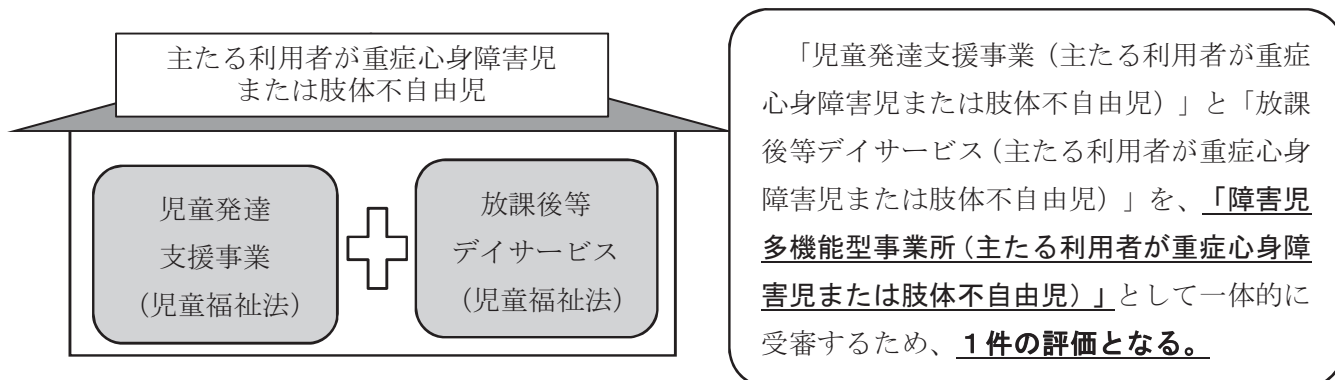 主たる利用者が重症心身障害児
または肢体不自由児
児童発達
支援事業
(児童福祉法)
放課後等
デイサービス
(児童福祉法)
「児童発達支援事業（主たる利用者が重症
心身障害児または肢体不自由児）」と「放課
後等デイサービス（主たる利用者が重症心身
障害児または肢体不自由児）」を、「障害児
多機能型事業所（主たる利用者が重症心身障
害児または肢体不自由児）」として一体的に
受審するため、１件の評価となる。